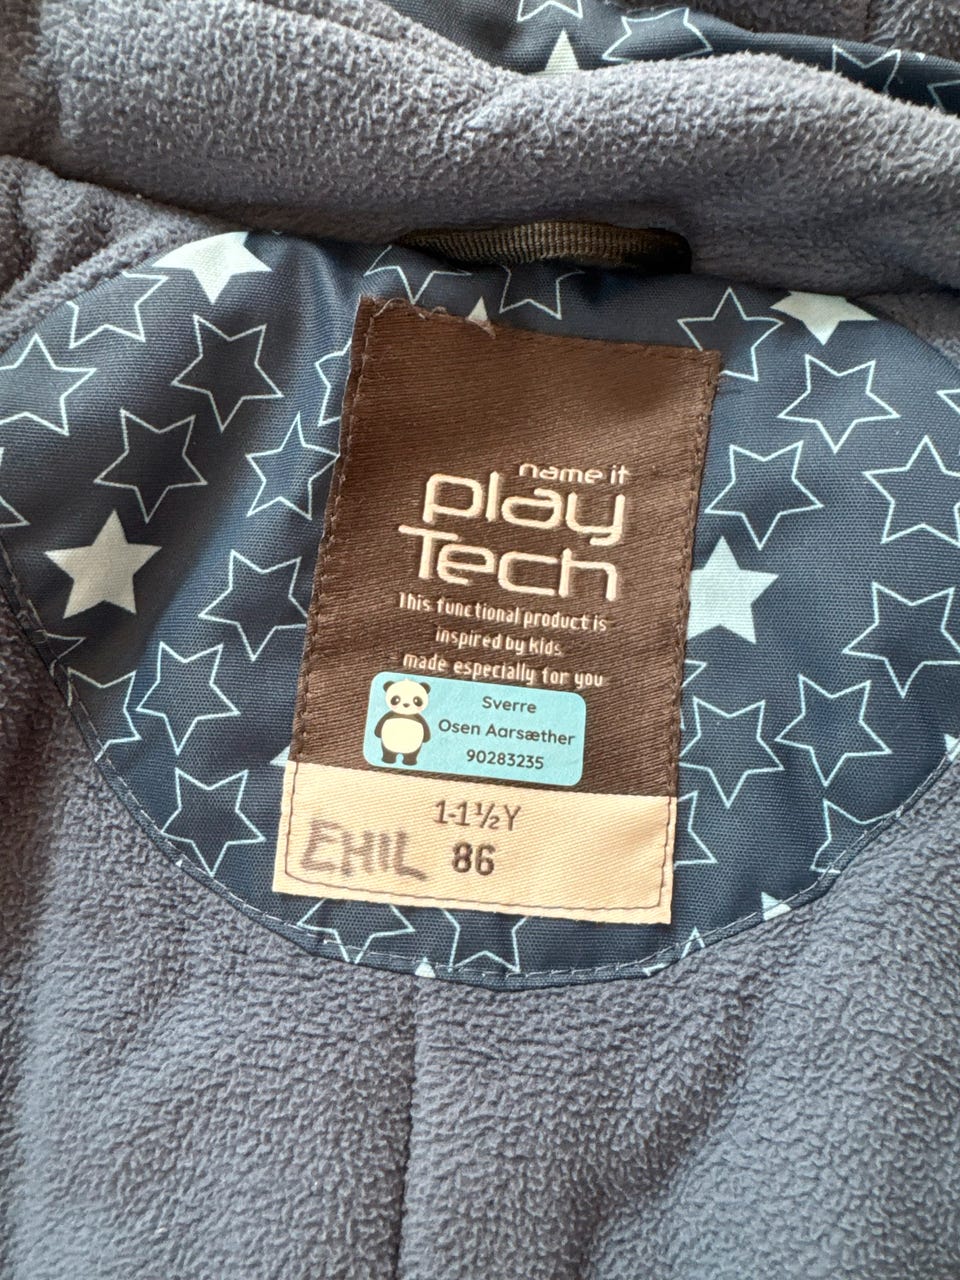 name it
play
Tech
This functional product is
inspired by kids,
made especially for you
Sverre
Osen Aarsæther
90283235
1-1½Y
EMIL 86